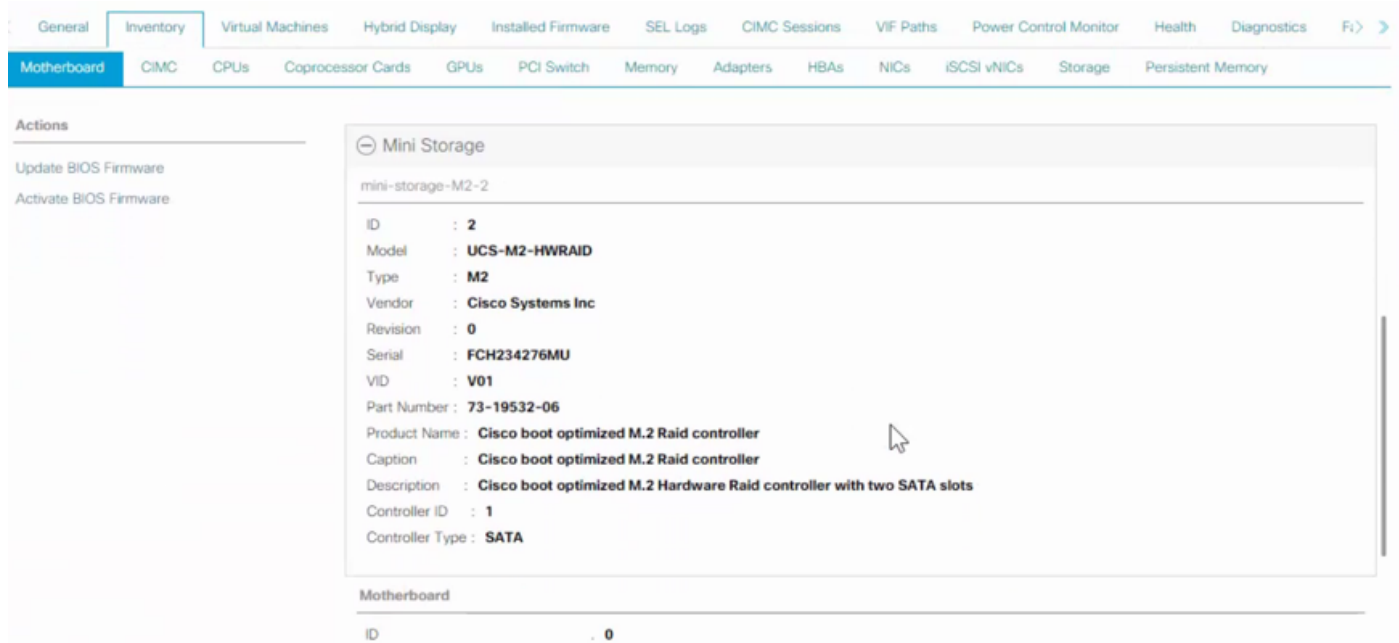 General Inventory Virtual Machines Hybrid Display Installed Firmware SEL Logs CIMC Sessions VIF Paths Power Control Monitor Health Diagnostics
Motherboard CIMC CPUs Coprocessor Cards GPUs PCI Switch Memory Adapters HBAs NICs iSCSI vNICs Storage Persistent Memory
Actions
Update BIOS Firmware
Activate BIOS Firmware
Mini Storage
mini-storage-M2-2
ID : 2
Model : UCS-M2-HWRAID
Type : M2
Vendor : Cisco Systems Inc
Revision : 0
Serial : FCH234276MU
VID : V01
Part Number : 73-19532-06
Product Name : Cisco boot optimized M.2 Raid controller
Caption : Cisco boot optimized M.2 Raid controller
Description : Cisco boot optimized M.2 Hardware Raid controller with two SATA slots
Controller ID : 1
Controller Type : SATA
Motherboard
ID : 0